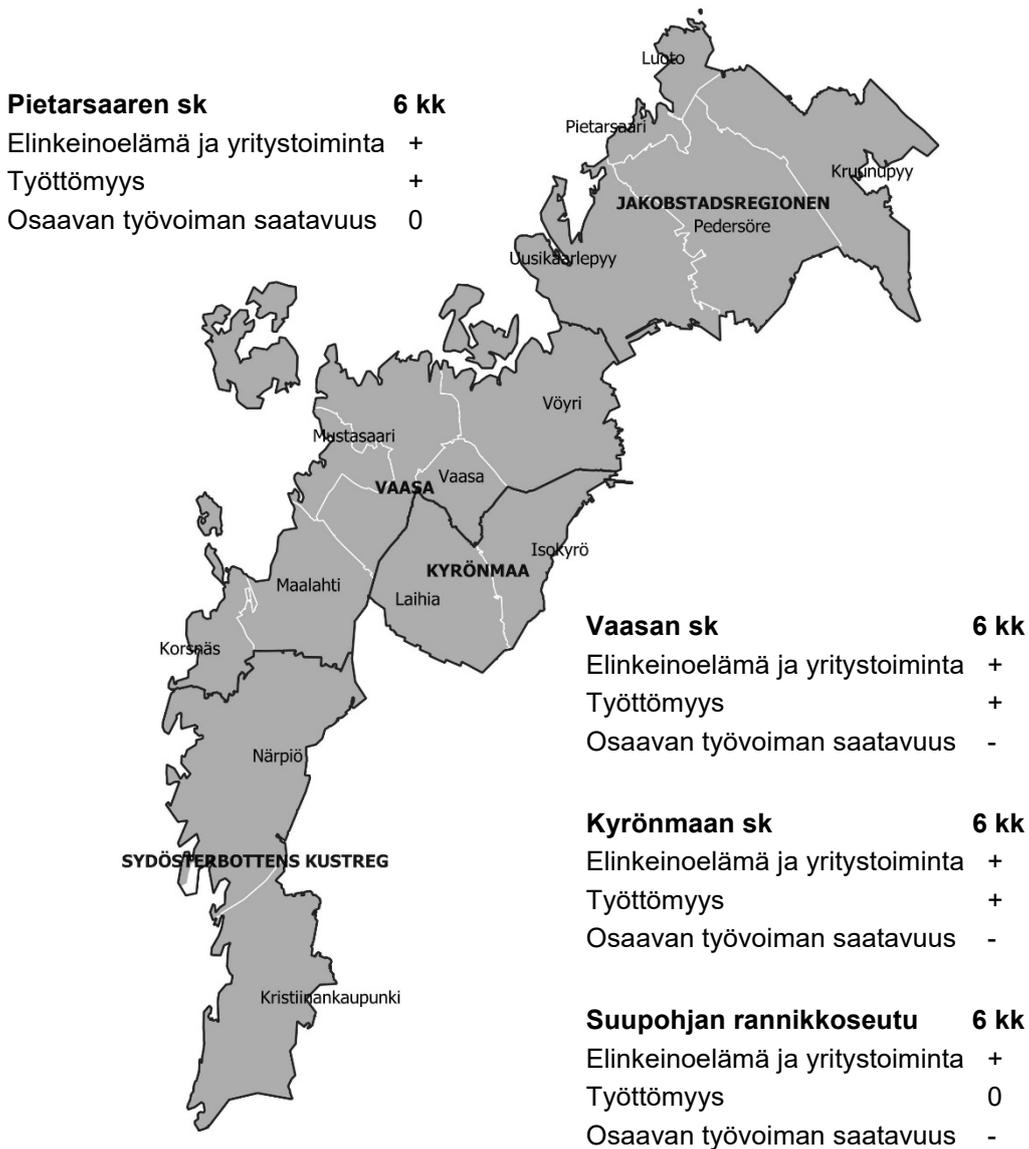 Pietarsaaren sk 6 kk
Elinkeinoelämä ja yritystoiminta +
Työttömyys +
Osaavan työvoiman saatavuus 0
Luoto
Pietarsaari
Kruunupyy
JAKOBSTADSREGIONEN
Pedersöre
Uusikaarlepyy
Vöyri
Mustasaari
Vaasa
VAASA
Isokyrö
KYRÖNMAA
Maalahti
Laihia
Korsnäs
Närpiö
SYDÖSTERBOTTENS KUSTREG
Kristiinankaupunki
Vaasan sk 6 kk
Elinkeinoelämä ja yritystoiminta +
Työttömyys +
Osaavan työvoiman saatavuus -
Kyrönmaan sk 6 kk
Elinkeinoelämä ja yritystoiminta +
Työttömyys +
Osaavan työvoiman saatavuus -
Suupohjan rannikkoseutu 6 kk
Elinkeinoelämä ja yritystoiminta +
Työttömyys 0
Osaavan työvoiman saatavuus -